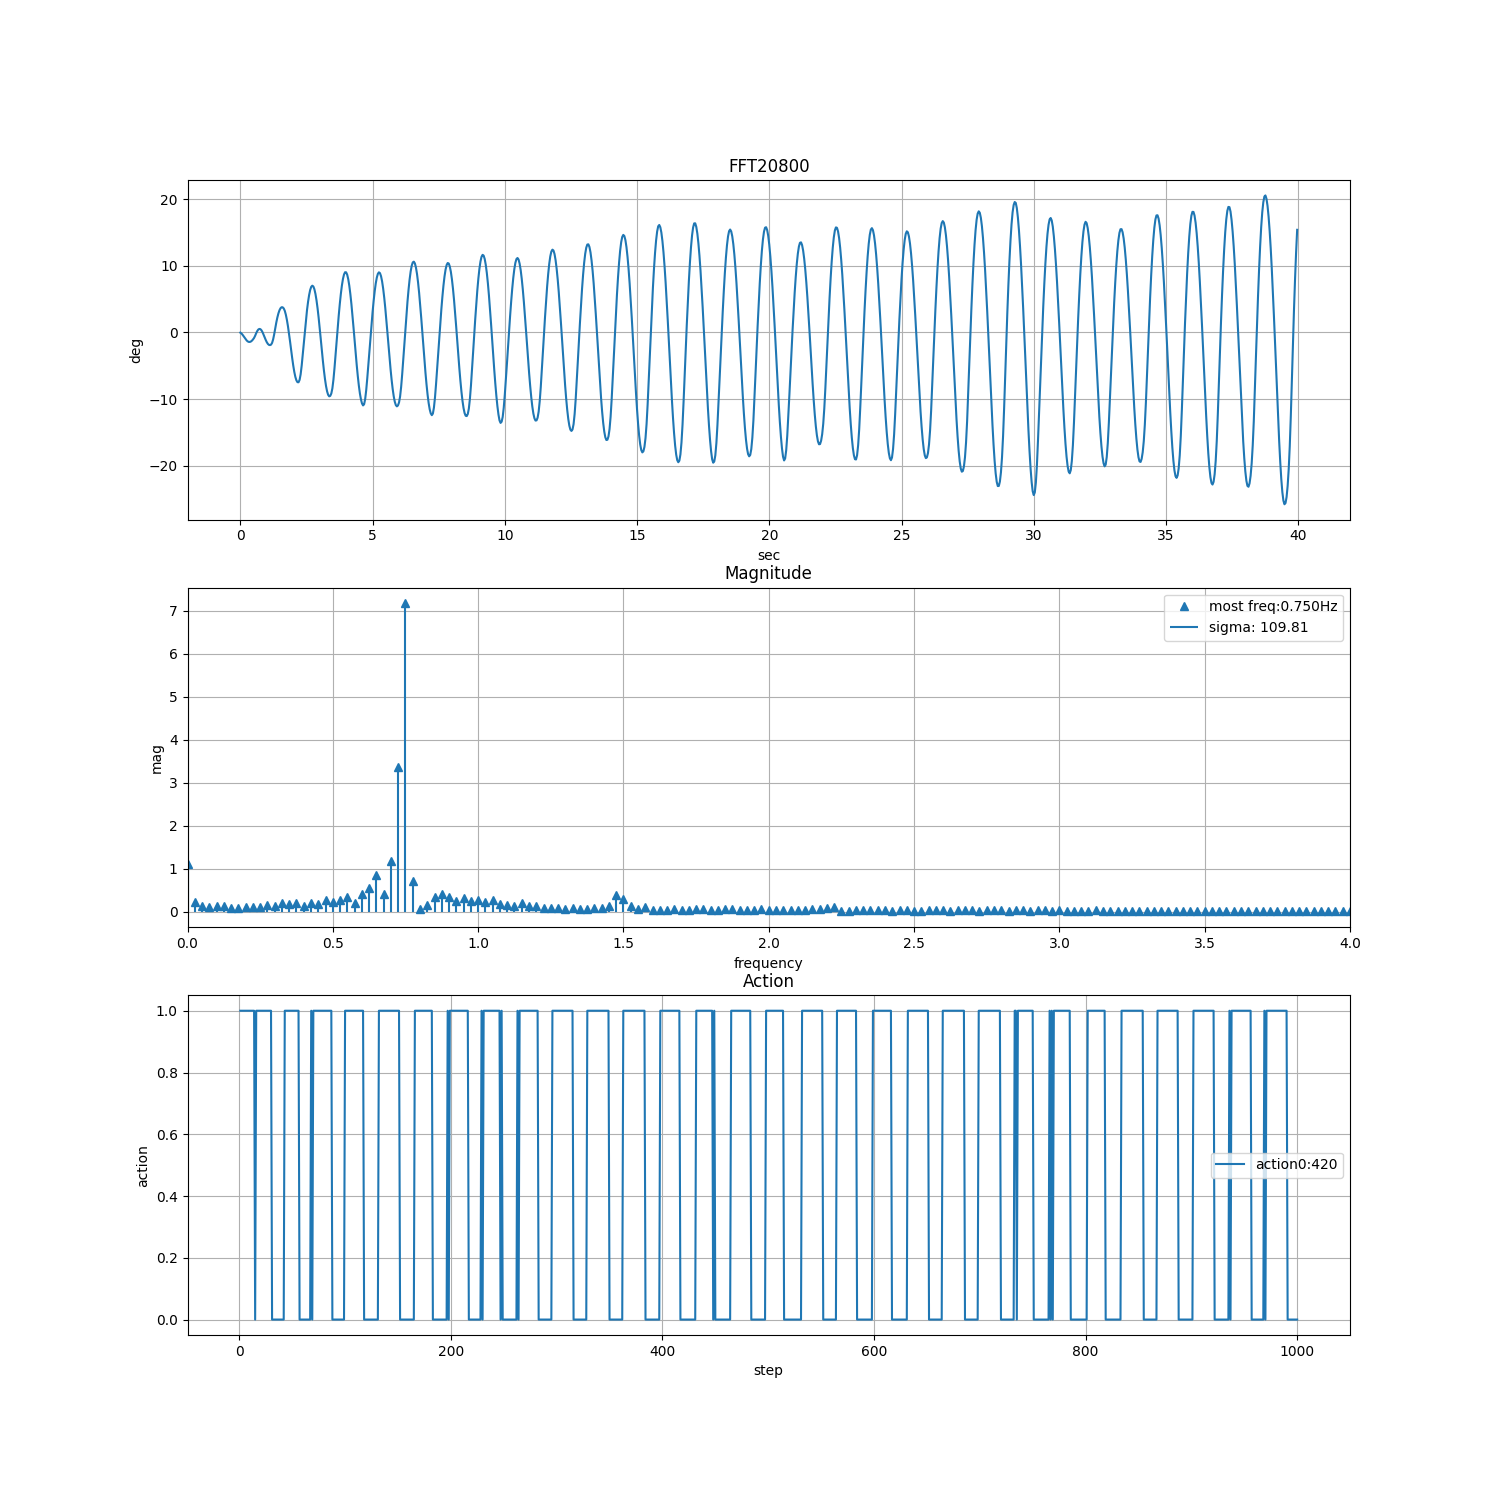 FFT20800
20
10
0
−10
−20
deg
0 5 10 15 20 25 30 35 40
sec
Magnitude
7
6
5
4
3
2
1
0
mag
most freq:0.750Hz
sigma: 109.81
0.0 0.5 1.0 1.5 2.0 2.5 3.0 3.5 4.0
frequency
Action
1.0
0.8
0.6
0.4
0.2
0.0
action
action0:420
0 200 400 600 800 1000
step